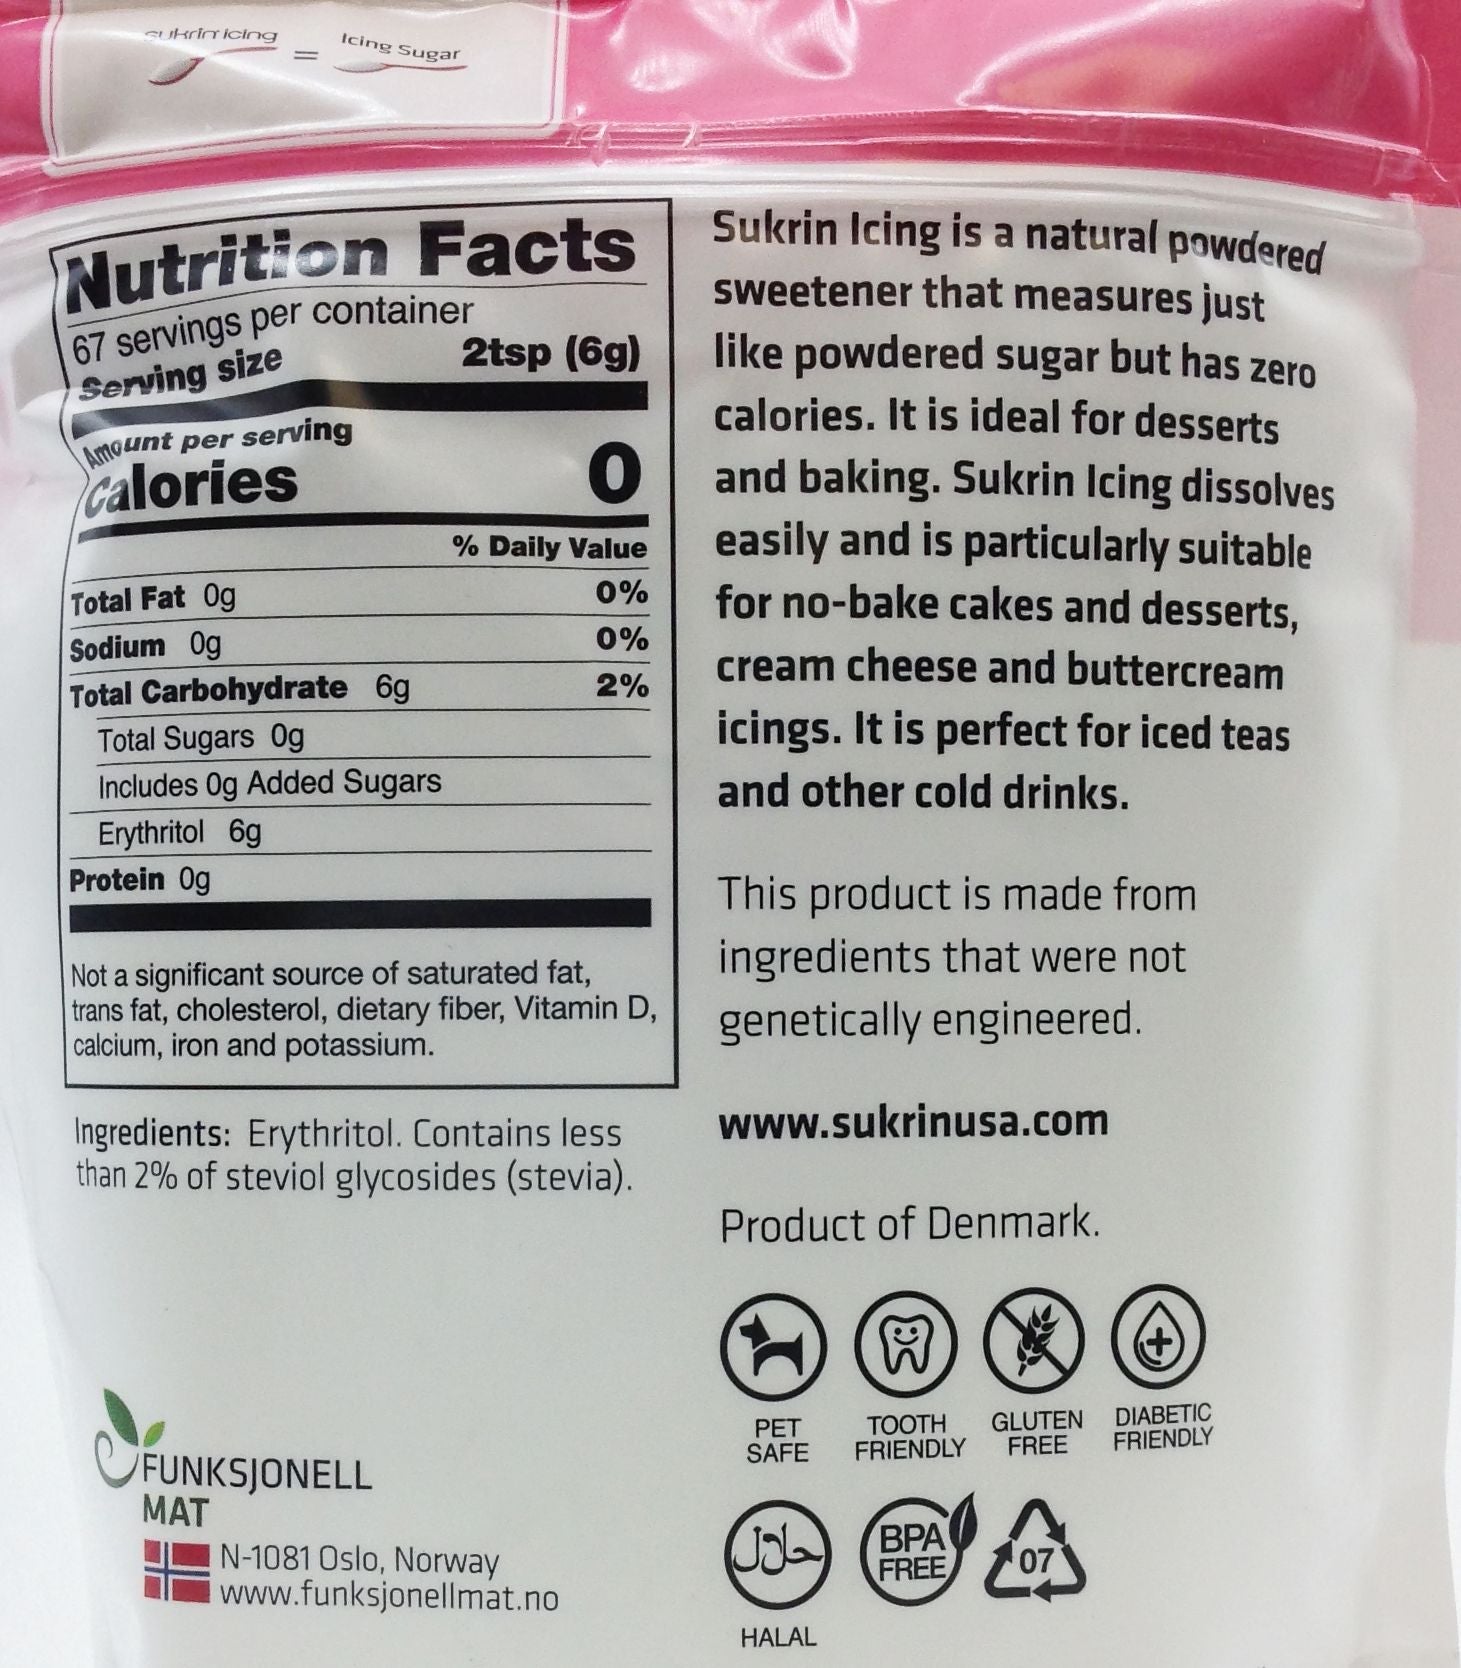 sukrin icing
=
Icing Sugar
Nutrition Facts
67 servings per container
Serving size 2tsp (6g)
Amount per serving
Calories 0
% Daily Value
Total Fat 0g 0%
Sodium 0g 0%
Total Carbohydrate 6g 2%
Total Sugars 0g
Includes 0g Added Sugars
Erythritol 6g
Protein 0g
Not a significant source of saturated fat,
trans fat, cholesterol, dietary fiber, Vitamin D,
calcium, iron and potassium.
Ingredients: Erythritol. Contains less
than 2% of steviol glycosides (stevia).
FUNKSJONELL
MAT
N-1081 Oslo, Norway
www.funksjonellmat.no
Sukrin Icing is a natural powdered
sweetener that measures just
like powdered sugar but has zero
calories. It is ideal for desserts
and baking. Sukrin Icing dissolves
easily and is particularly suitable
for no-bake cakes and desserts,
cream cheese and buttercream
icings. It is perfect for iced teas
and other cold drinks.
This product is made from
ingredients that were not
genetically engineered.
www.sukrinusa.com
Product of Denmark.
PET
SAFE
TOOTH
FRIENDLY
GLUTEN
FREE
DIABETIC
FRIENDLY
حلال
HALAL
BPA
FREE
07